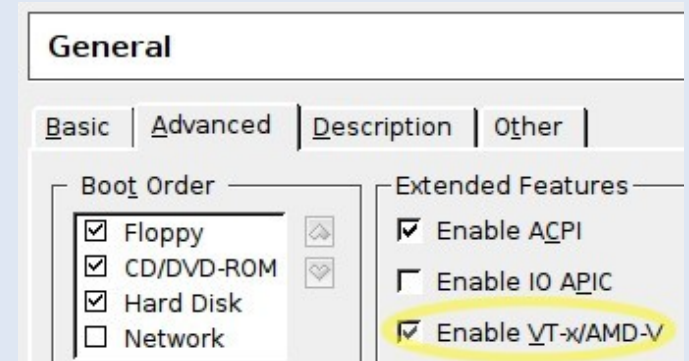 General
Basic Advanced Description Other
Boot Order
Floppy
CD/DVD-ROM
Hard Disk
Network
Extended Features
Enable ACPI
Enable IO APIC
Enable VT-x/AMD-V